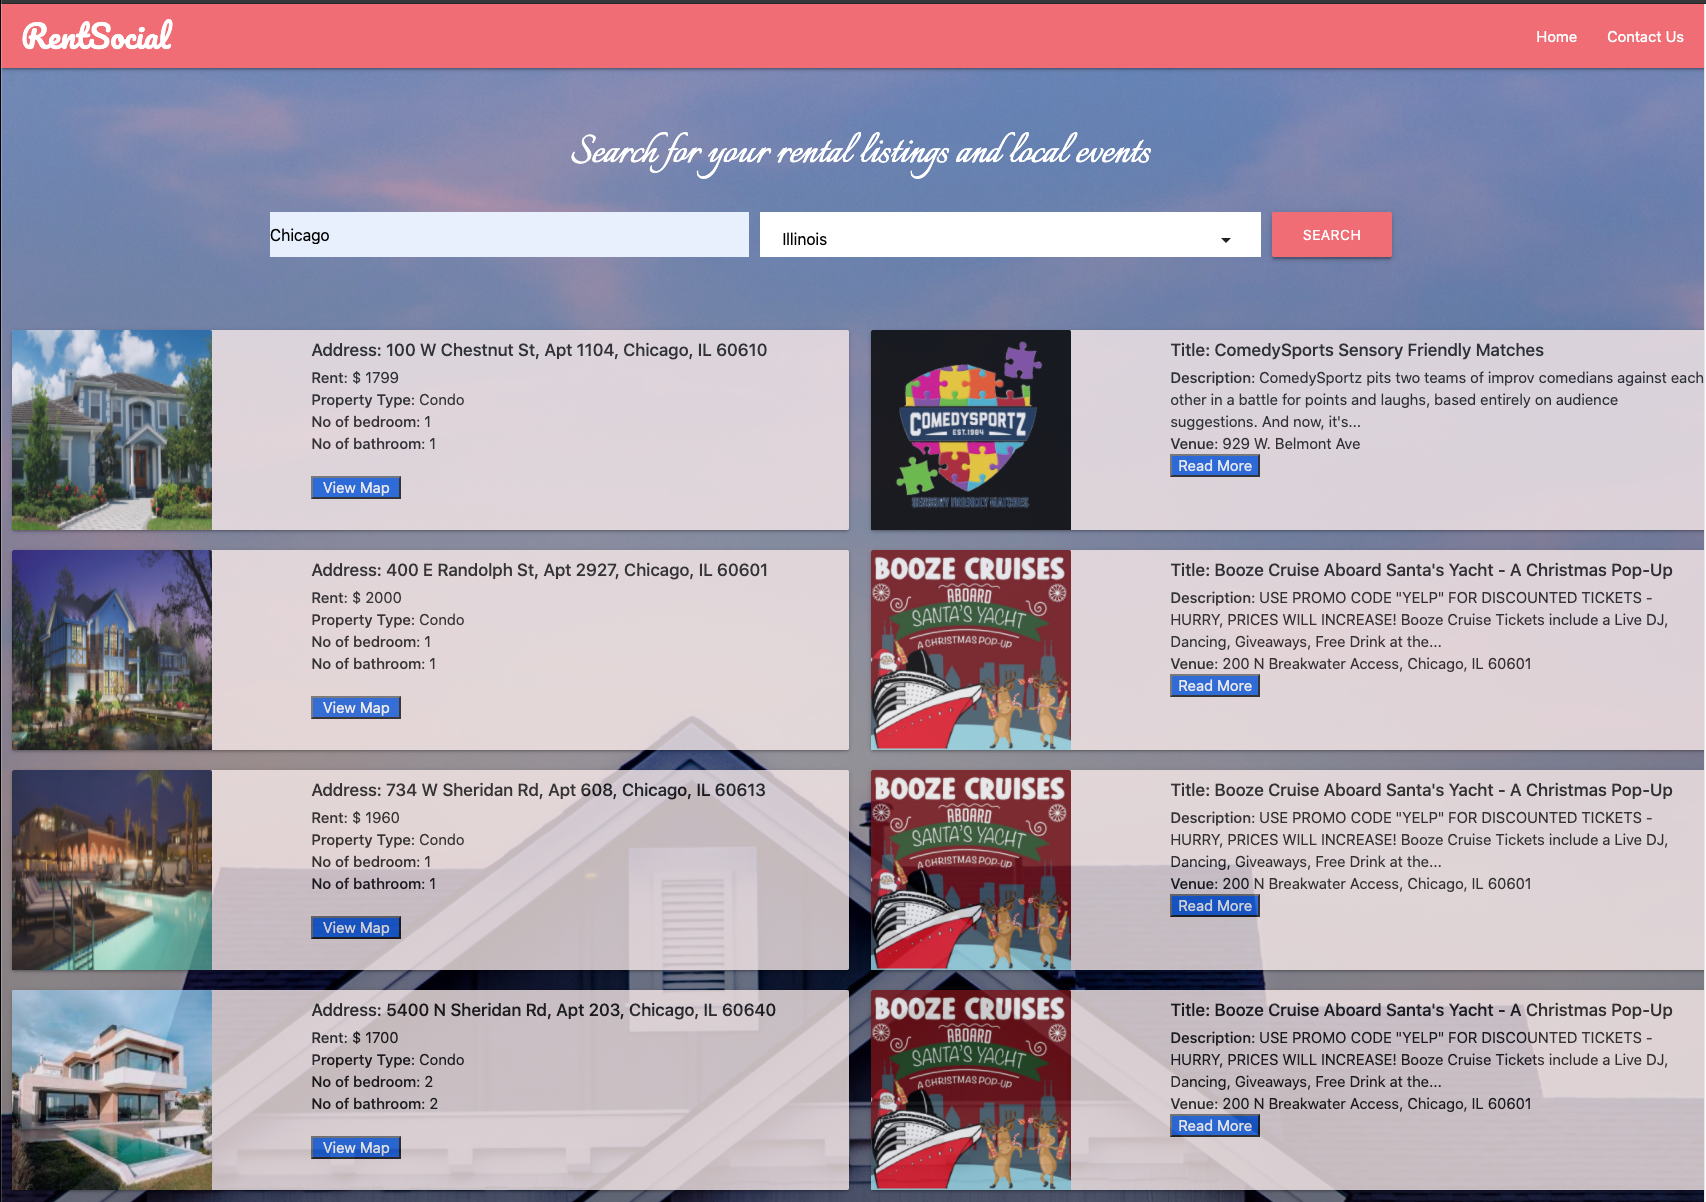 RentSocial
Home
Contact Us
Search for your rental listings and local events
Chicago
Illinois
SEARCH
Address: 100 W Chestnut St, Apt 1104, Chicago, IL 60610
Rent: $ 1799
Property Type: Condo
No of bedroom: 1
No of bathroom: 1
View Map
COMEDYSPORTZ
EST.1984
SENSORY FRIENDLY MATCHES
Title: ComedySports Sensory Friendly Matches
Description: ComedySportz pits two teams of improv comedians against each
other in a battle for points and laughs, based entirely on audience
suggestions. And now, it's...
Venue: 929 W. Belmont Ave
Read More
Address: 400 E Randolph St, Apt 2927, Chicago, IL 60601
Rent: $ 2000
Property Type: Condo
No of bedroom: 1
No of bathroom: 1
View Map
BOOZE CRUISES
ABOARD
SANTA'S YACHT
A CHRISTMAS POP-UP
Title: Booze Cruise Aboard Santa's Yacht - A Christmas Pop-Up
Description: USE PROMO CODE "YELP" FOR DISCOUNTED TICKETS -
HURRY, PRICES WILL INCREASE! Booze Cruise Tickets include a Live DJ,
Dancing, Giveaways, Free Drink at the...
Venue: 200 N Breakwater Access, Chicago, IL 60601
Read More
Address: 734 W Sheridan Rd, Apt 608, Chicago, IL 60613
Rent: $ 1960
Property Type: Condo
No of bedroom: 1
No of bathroom: 1
View Map
BOOZE CRUISES
ABOARD
SANTA'S YACHT
A CHRISTMAS POP-UP
Title: Booze Cruise Aboard Santa's Yacht - A Christmas Pop-Up
Description: USE PROMO CODE "YELP" FOR DISCOUNTED TICKETS -
HURRY, PRICES WILL INCREASE! Booze Cruise Tickets include a Live DJ,
Dancing, Giveaways, Free Drink at the...
Venue: 200 N Breakwater Access, Chicago, IL 60601
Read More
Address: 5400 N Sheridan Rd, Apt 203, Chicago, IL 60640
Rent: $ 1700
Property Type: Condo
No of bedroom: 2
No of bathroom: 2
View Map
BOOZE CRUISES
ABOARD
SANTA'S YACHT
A CHRISTMAS POP-UP
Title: Booze Cruise Aboard Santa's Yacht - A Christmas Pop-Up
Description: USE PROMO CODE "YELP" FOR DISCOUNTED TICKETS -
HURRY, PRICES WILL INCREASE! Booze Cruise Tickets include a Live DJ,
Dancing, Giveaways, Free Drink at the...
Venue: 200 N Breakwater Access, Chicago, IL 60601
Read More